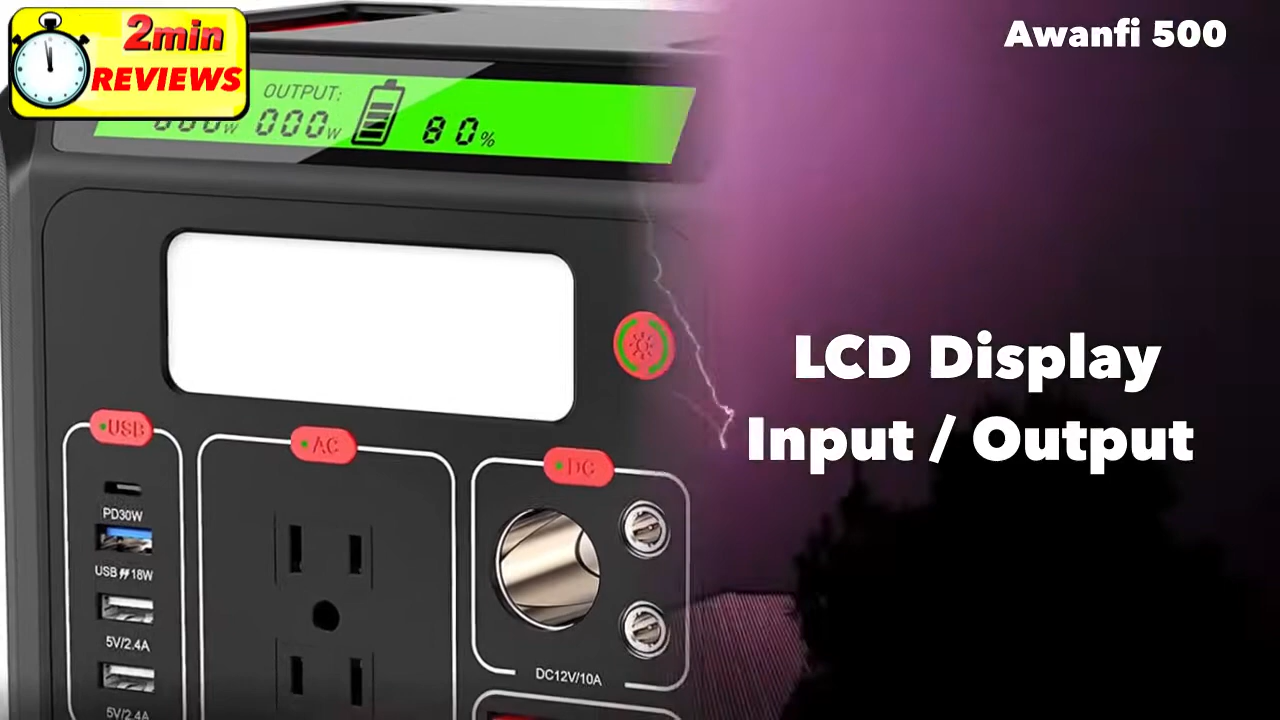 2min
REVIEWS
Awanfi 500
OUTPUT:
000W 000W 80%
LCD Display
Input / Output
USB
AC
DC
PD30W
USB 18W
5V/2.4A
5V/2.4A
DC12V/10A